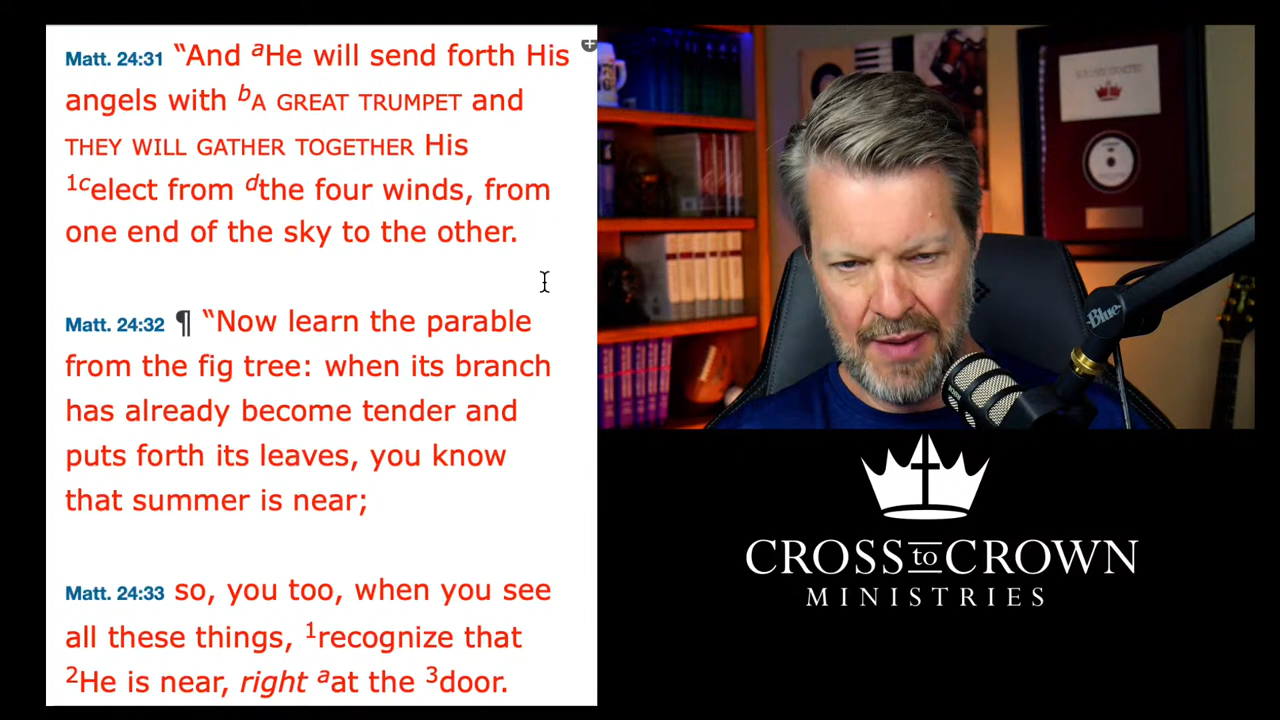 Matt. 24:31 “And aHe will send forth His
angels with bA GREAT TRUMPET and
THEY WILL GATHER TOGETHER His
1celect from dthe four winds, from
one end of the sky to the other.
Matt. 24:32 ¶ “Now learn the parable
from the fig tree: when its branch
has already become tender and
puts forth its leaves, you know
that summer is near;
Matt. 24:33 so, you too, when you see
all these things, 1recognize that
2He is near, right aat the 3door.
Blue
CROSS to CROWN
MINISTRIES